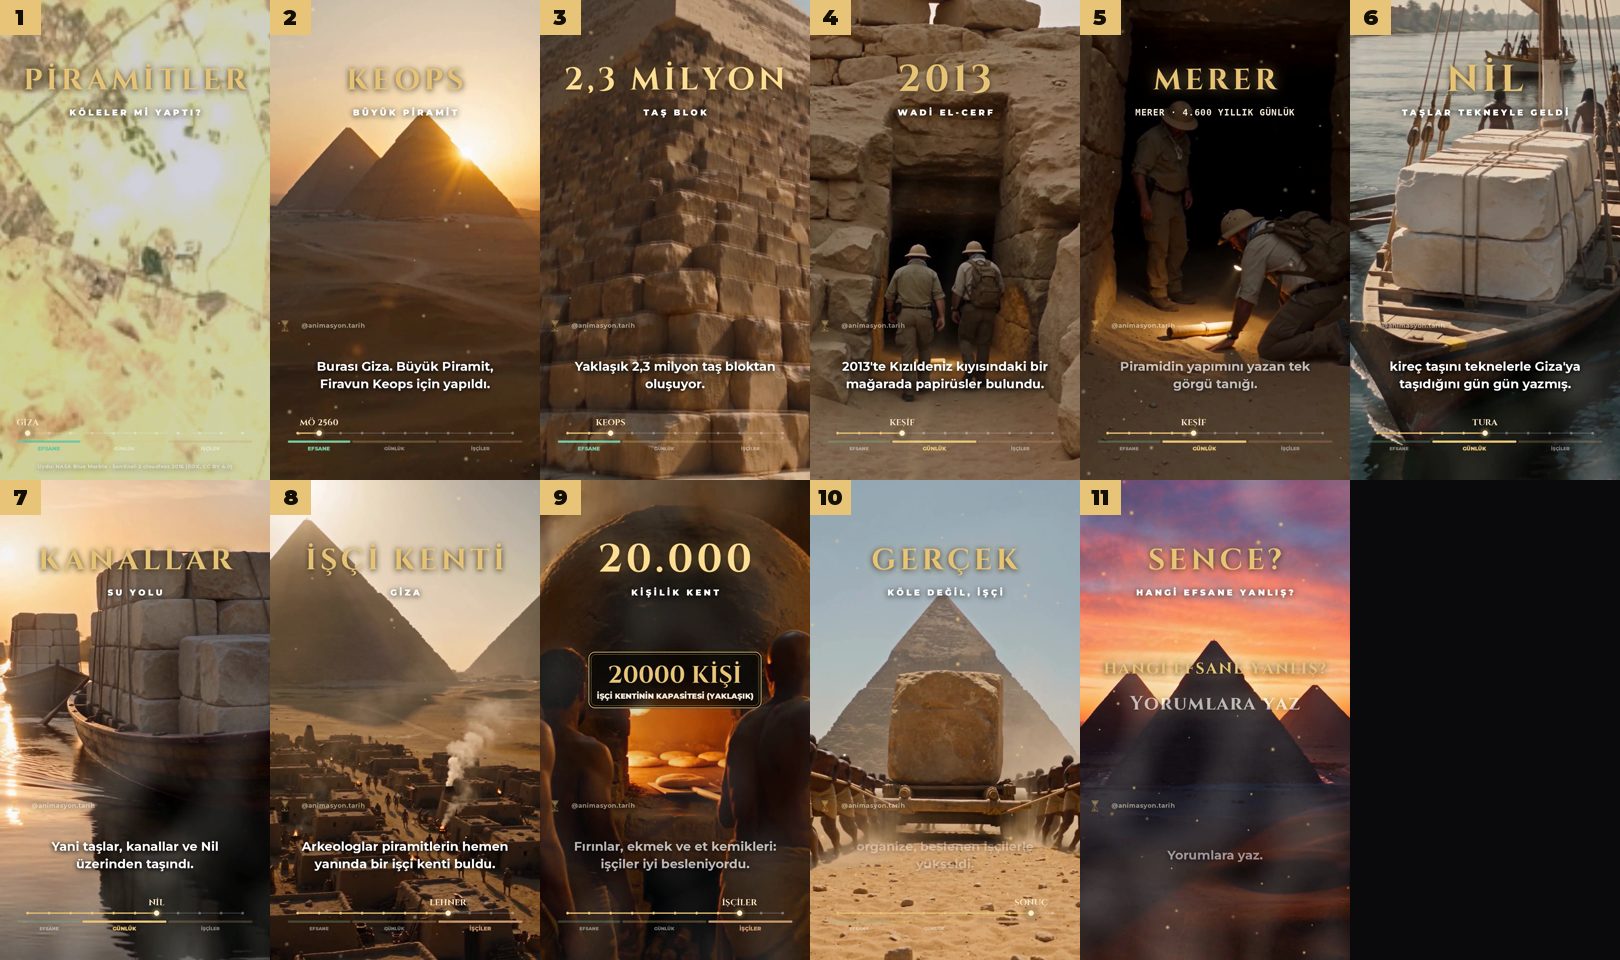 1
PİRAMİTLER
KÖLELER Mİ YAPTI?
GİZA
EFSANE
GÜNLÜK
İŞÇİLER
2
KEOPS
BÜYÜK PİRAMİT
@animasyon.tarih
Burası Giza. Büyük Piramit,
Firavun Keops için yapıldı.
MÖ 2560
EFSANE
GÜNLÜK
İŞÇİLER
3
2,3 MİLYON
TAŞ BLOK
@animasyon.tarih
Yaklaşık 2,3 milyon taş bloktan
oluşuyor.
KEOPS
EFSANE
GÜNLÜK
İŞÇİLER
4
2013
WADİ EL-CERF
@animasyon.tarih
2013'te Kızıldeniz kıyısındaki bir
mağarada papirüsler bulundu.
KEŞİF
EFSANE
GÜNLÜK
İŞÇİLER
5
MERER
MERER · 4.600 YILLIK GÜNLÜK
@animasyon.tarih
Piramidin yapımını yazan tek
görgü tanığı.
KEŞİF
EFSANE
GÜNLÜK
İŞÇİLER
6
NİL
TAŞLAR TEKNEYLE GELDİ
@animasyon.tarih
kireç taşını teknelerle Giza'ya
taşıdığını gün gün yazmış.
TURA
EFSANE
GÜNLÜK
İŞÇİLER
7
KANALLAR
SU YOLU
@animasyon.tarih
Yani taşlar, kanallar ve Nil
üzerinden taşındı.
NİL
EFSANE
GÜNLÜK
İŞÇİLER
8
İŞÇİ KENTİ
GİZA
@animasyon.tarih
Arkeologlar piramitlerin hemen
yanında bir işçi kenti buldu.
LEHNER
EFSANE
GÜNLÜK
İŞÇİLER
9
20.000
KİŞİLİK KENT
20000 KİŞİ
İŞÇİ KENTİNİN KAPASİTESİ (YAKLAŞIK)
@animasyon.tarih
Fırınlar, ekmek ve et kemikleri:
işçiler iyi besleniyordu.
İŞÇİLER
EFSANE
GÜNLÜK
İŞÇİLER
10
GERÇEK
KÖLE DEĞİL, İŞÇİ
@animasyon.tarih
organize, beslenen işçilerle
yükseldi.
SONUÇ
EFSANE
GÜNLÜK
11
SENCE?
HANGİ EFSANE YANLIŞ?
HANGİ EFSANE YANLIŞ?
YORUMLARA YAZ
@animasyon.tarih
Yorumlara yaz.